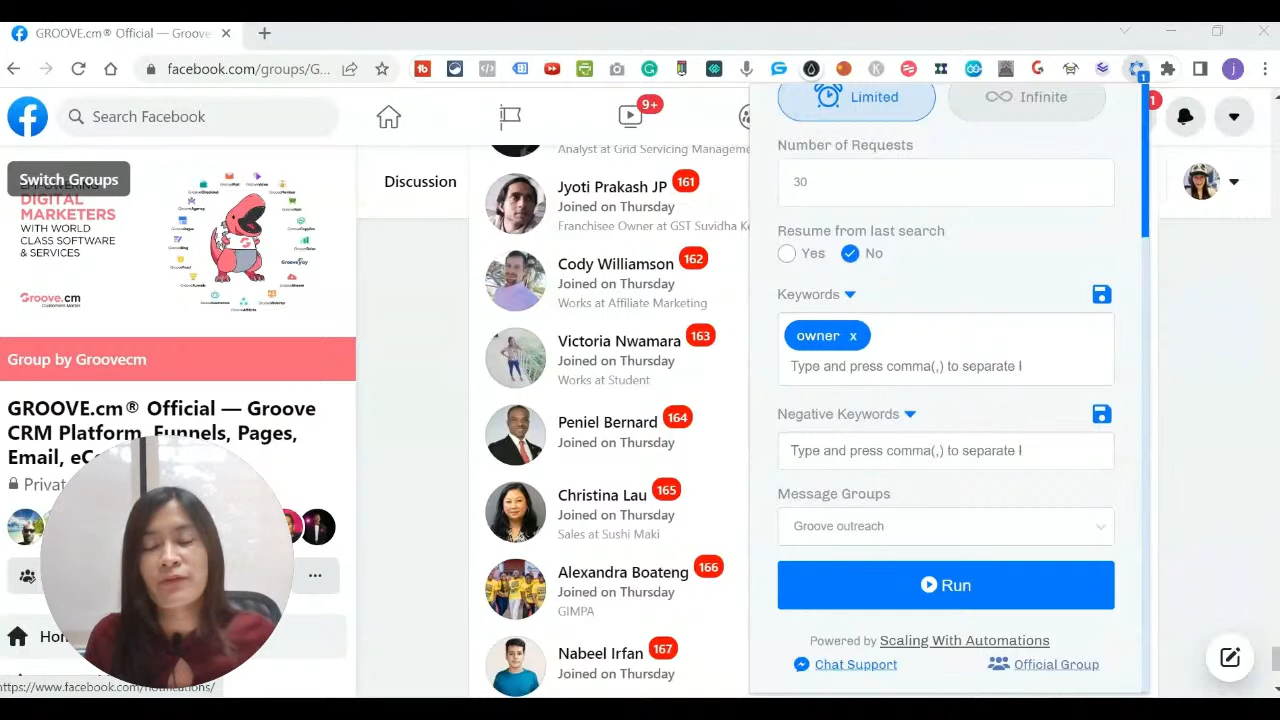 GROOVE.cm® Official — Groove
facebook.com/groups/G...
1
Search Facebook
9+
1
Switch Groups
DIGITAL
MARKETERS
WITH WORLD
CLASS SOFTWARE
& SERVICES
Groove.cm
Group by Groovecm
GROOVE.cm® Official — Groove
CRM Platform, Funnels, Pages,
Email, eC
Privat
...
Hom
https://www.facebook.com/notifications/
Discussion
Analyst at Grid Servicing Manageme
Jyoti Prakash JP 161
Joined on Thursday
Franchisee Owner at GST Suvidha Ke
Cody Williamson 162
Joined on Thursday
Works at Affiliate Marketing
Victoria Nwamara 163
Joined on Thursday
Works at Student
Peniel Bernard 164
Joined on Thursday
Christina Lau 165
Joined on Thursday
Sales at Sushi Maki
Alexandra Boateng 166
Joined on Thursday
GIMPA
Nabeel Irfan 167
Joined on Thursday
Limited
Infinite
Number of Requests
30
Resume from last search
Yes No
Keywords
owner x
Type and press comma(,) to separate l
Negative Keywords
Type and press comma(,) to separate l
Message Groups
Groove outreach
Run
Powered by Scaling With Automations
Chat Support
Official Group